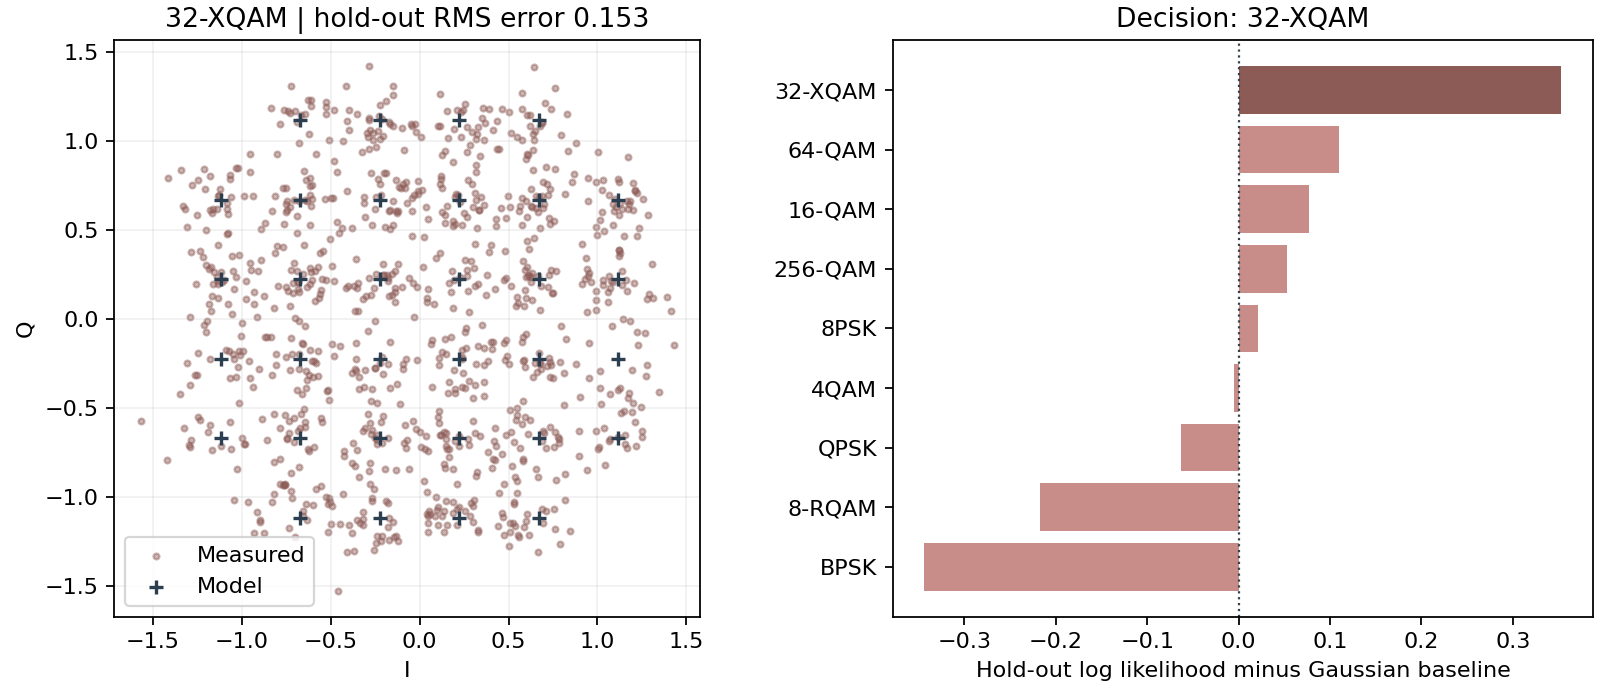 32-XQAM | hold-out RMS error 0.153
1.5
1.0
0.5
0.0
−0.5
−1.0
−1.5
Q
Measured
Model
−1.5
−1.0
−0.5
0.0
0.5
1.0
1.5
I
Decision: 32-XQAM
32-XQAM
64-QAM
16-QAM
256-QAM
8PSK
4QAM
QPSK
8-RQAM
BPSK
−0.3
−0.2
−0.1
0.0
0.1
0.2
0.3
Hold-out log likelihood minus Gaussian baseline